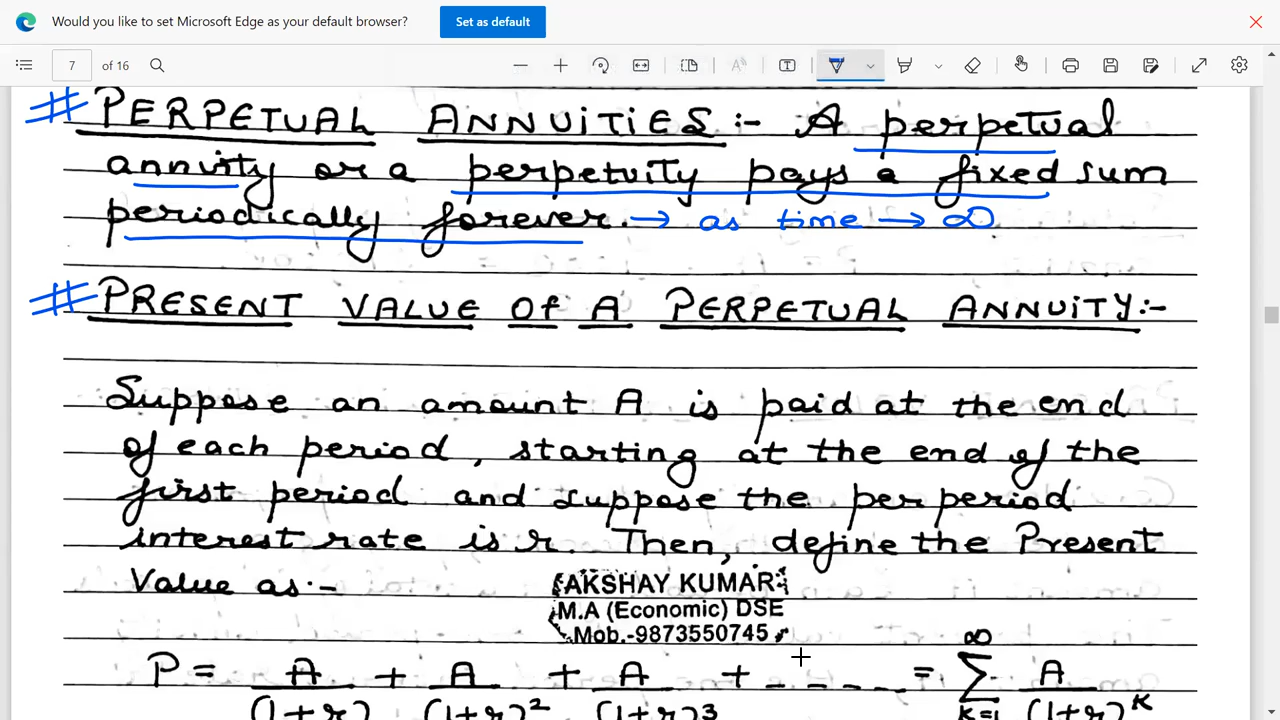 Would you like to set Microsoft Edge as your default browser? Set as default
7 of 16
# PERPETUAL ANNUITIES :- A perpetual
annuity or a perpetuity pays a fixed sum
periodically forever. → as time → ∞
# PRESENT VALUE OF A PERPETUAL ANNUITY:-
Suppose an amount A is paid at the end
of each period, starting at the end of the
first period and suppose the per period
interest rate is r. Then, define the Present
Value as:-
AKSHAY KUMAR
M.A (Economic) DSE
Mob.-9873550745
P = A/(1+r) + A/(1+r)² + A/(1+r)³ + ----- = ∞∑k=1 A/(1+r)^k